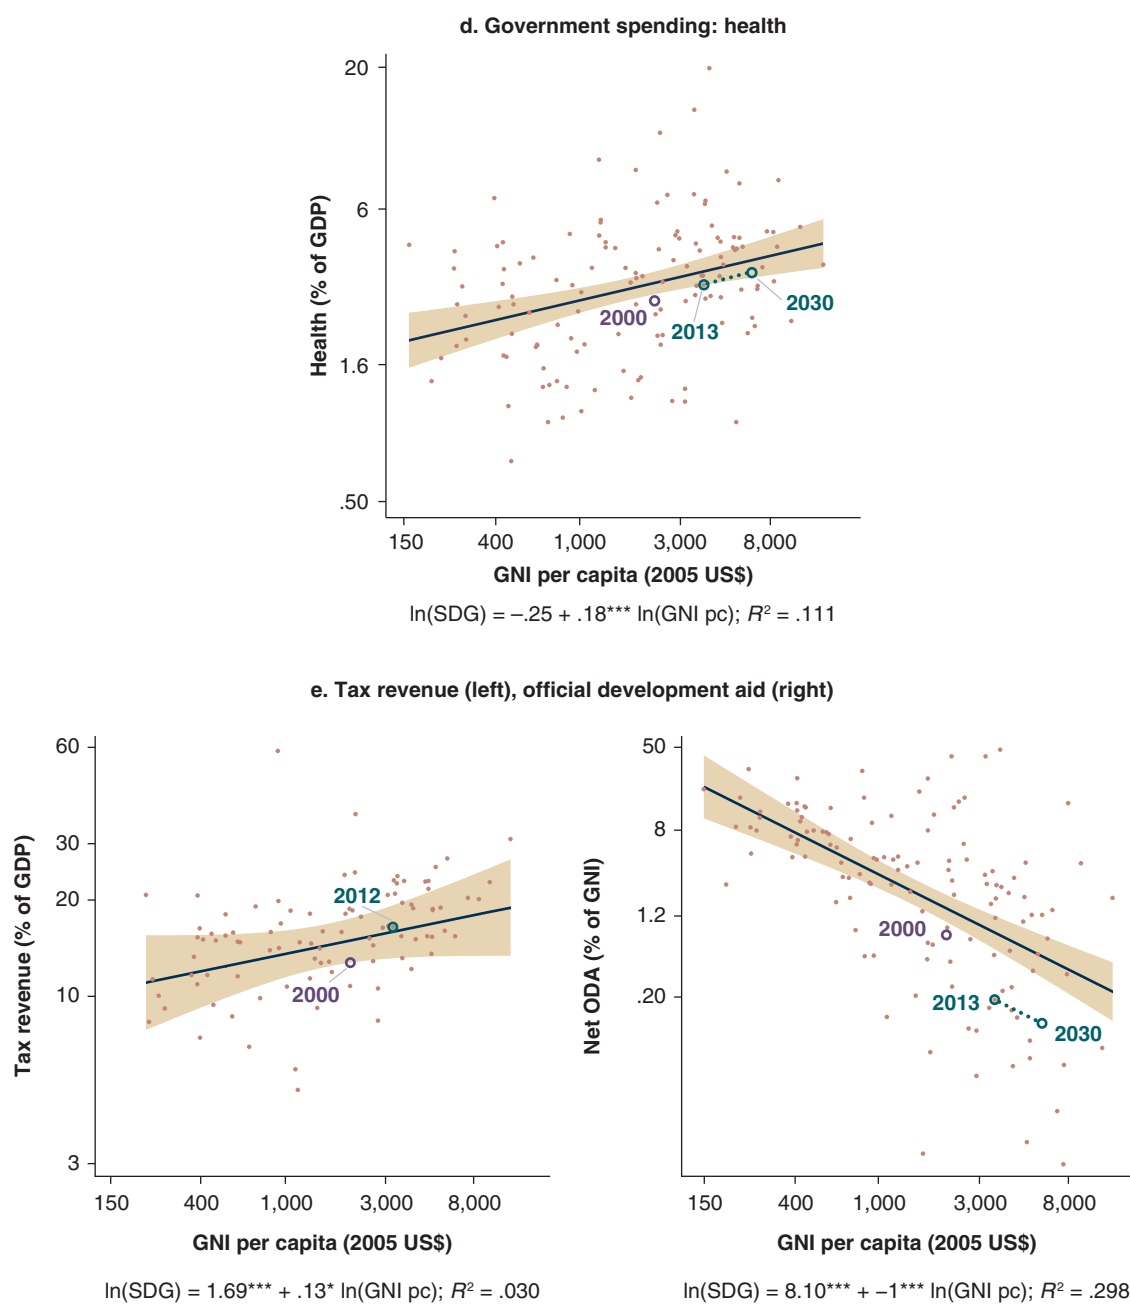 d. Government spending: health
20
6
1.6
.50
Health (% of GDP)
2000
2013
2030
150 400 1,000 3,000 8,000
GNI per capita (2005 US$)
ln(SDG) = –.25 + .18*** ln(GNI pc); R² = .111
e. Tax revenue (left), official development aid (right)
60
30
20
10
3
Tax revenue (% of GDP)
2012
2000
150 400 1,000 3,000 8,000
GNI per capita (2005 US$)
ln(SDG) = 1.69*** + .13* ln(GNI pc); R² = .030
50
8
1.2
.20
Net ODA (% of GNI)
2000
2013
2030
150 400 1,000 3,000 8,000
GNI per capita (2005 US$)
ln(SDG) = 8.10*** + –1*** ln(GNI pc); R² = .298